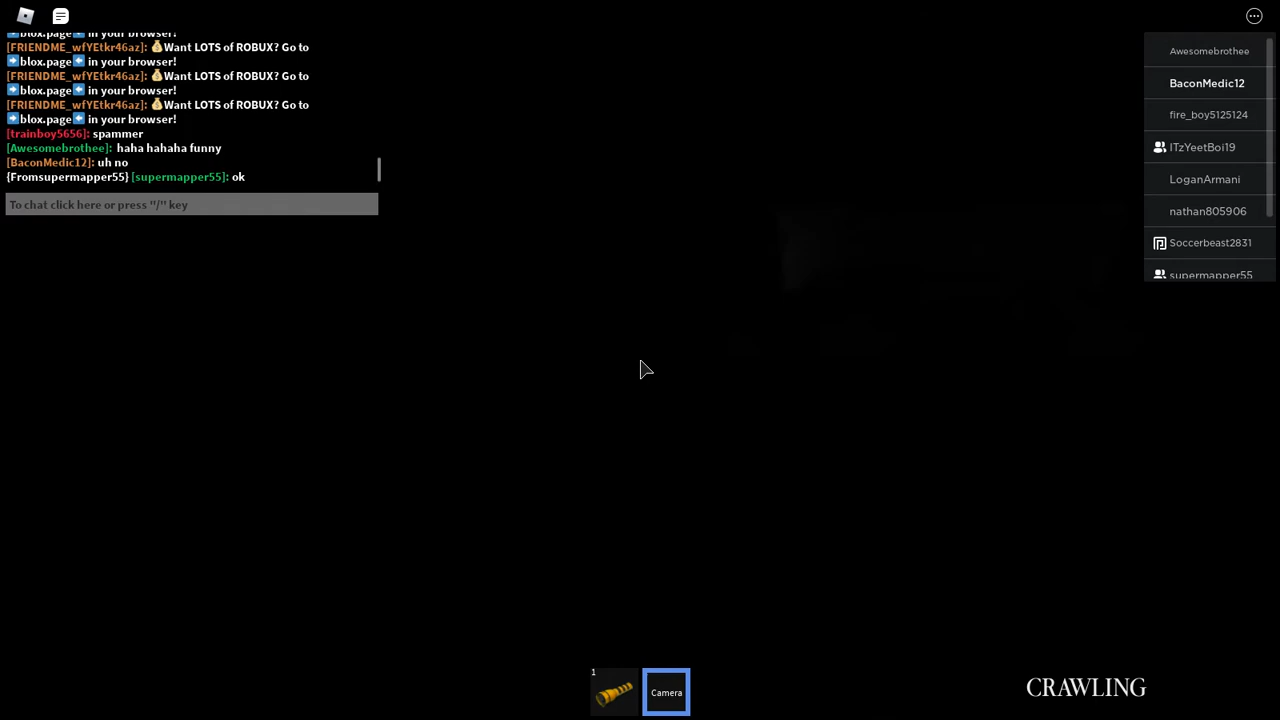 blox.page⬅ in your browser!
[FRIENDME_wfYEtkr46az]: 💰Want LOTS of ROBUX? Go to
➡blox.page⬅ in your browser!
[FRIENDME_wfYEtkr46az]: 💰Want LOTS of ROBUX? Go to
➡blox.page⬅ in your browser!
[FRIENDME_wfYEtkr46az]: 💰Want LOTS of ROBUX? Go to
➡blox.page⬅ in your browser!
[trainboy5656]: spammer
[Awesomebrothee]: haha hahaha funny
[BaconMedic12]: uh no
{Fromsupermapper55} [supermapper55]: ok
To chat click here or press "/" key
Awesomebrothee
BaconMedic12
fire_boy5125124
ITzYeetBoi19
LoganArmani
nathan805906
Soccerbeast2831
supermapper55
1
Camera
CRAWLING